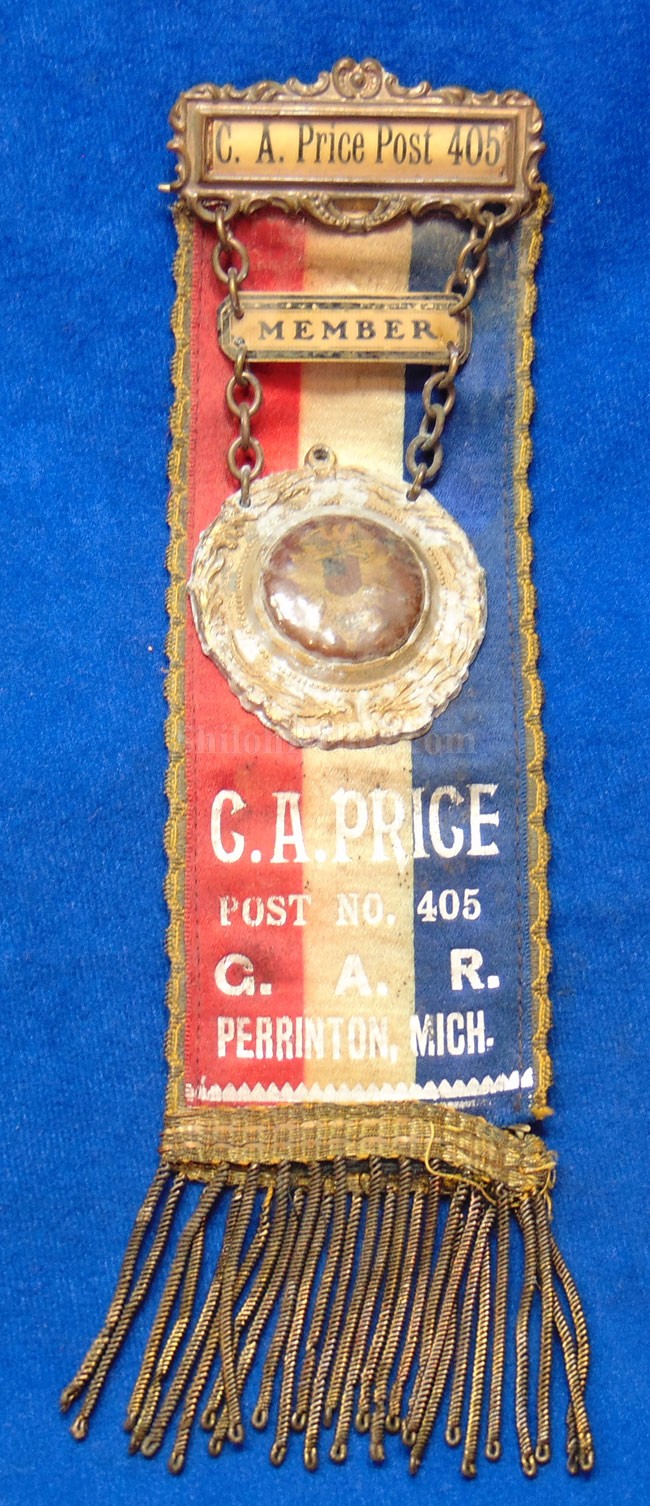 C. A. Price Post 405
MEMBER
C.A.PRICE
POST NO. 405
G. A. R.
PERRINTON, MICH.